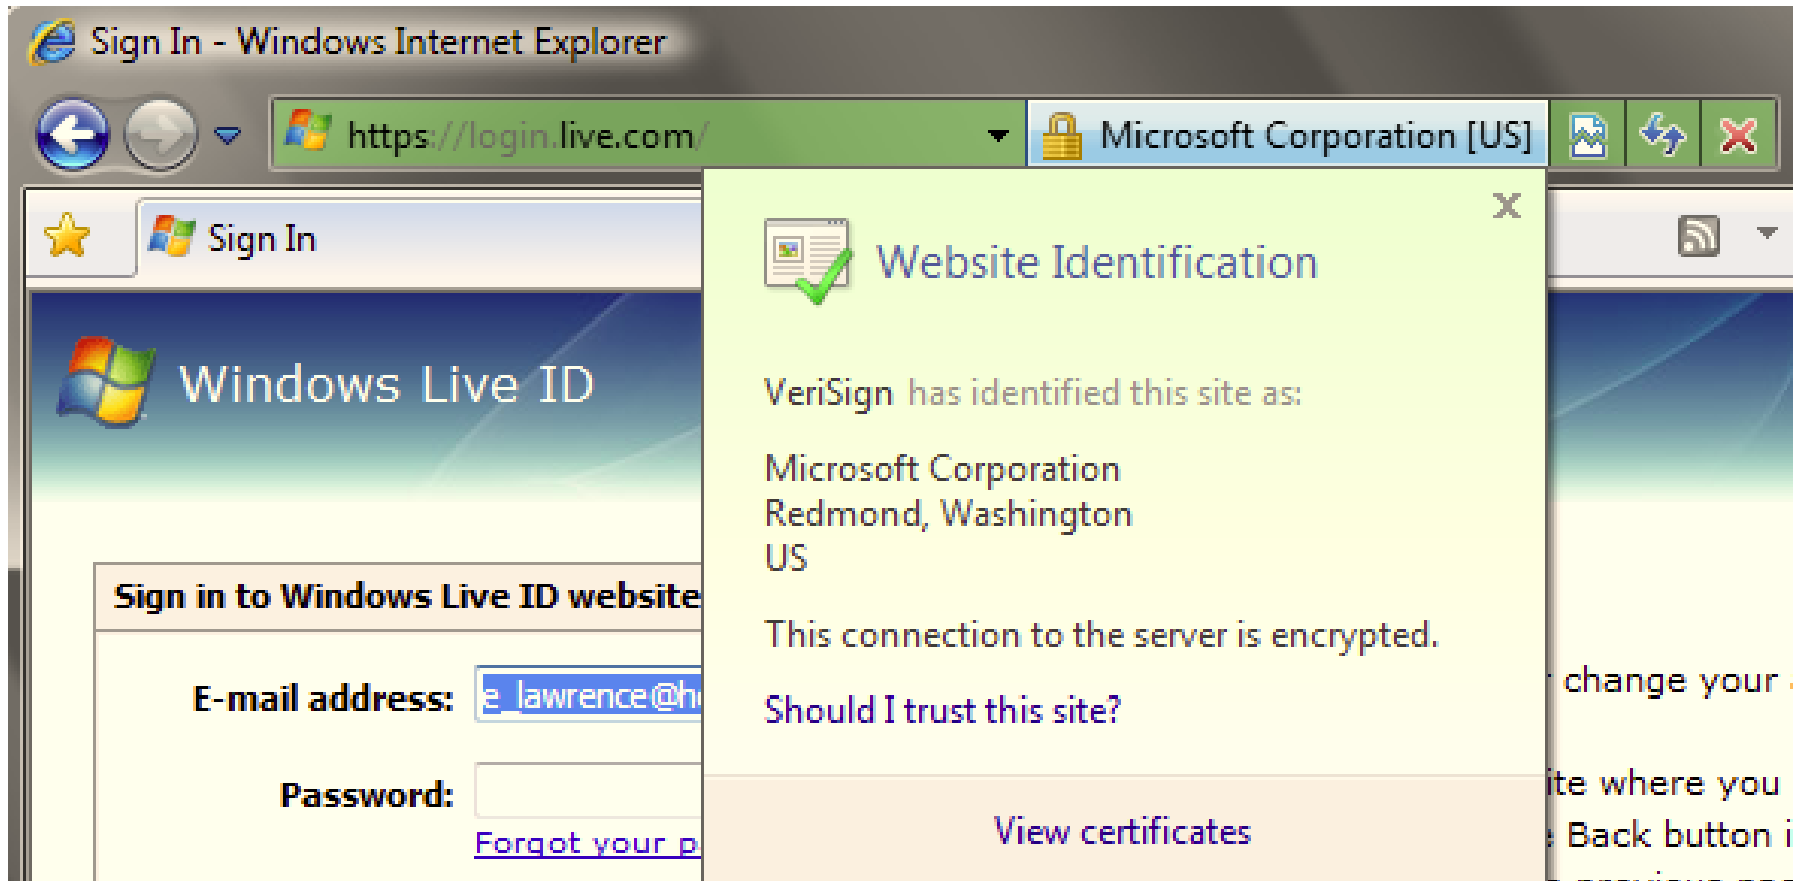 Sign In - Windows Internet Explorer
https://login.live.com/
Microsoft Corporation [US]
Sign In
Website Identification
Windows Live ID
VeriSign has identified this site as:
Microsoft Corporation
Redmond, Washington
US
This connection to the server is encrypted.
Should I trust this site?
View certificates
Sign in to Windows Live ID website
E-mail address: e_lawrence@h
Password:
Forgot your p
change your
ite where you
Back button i